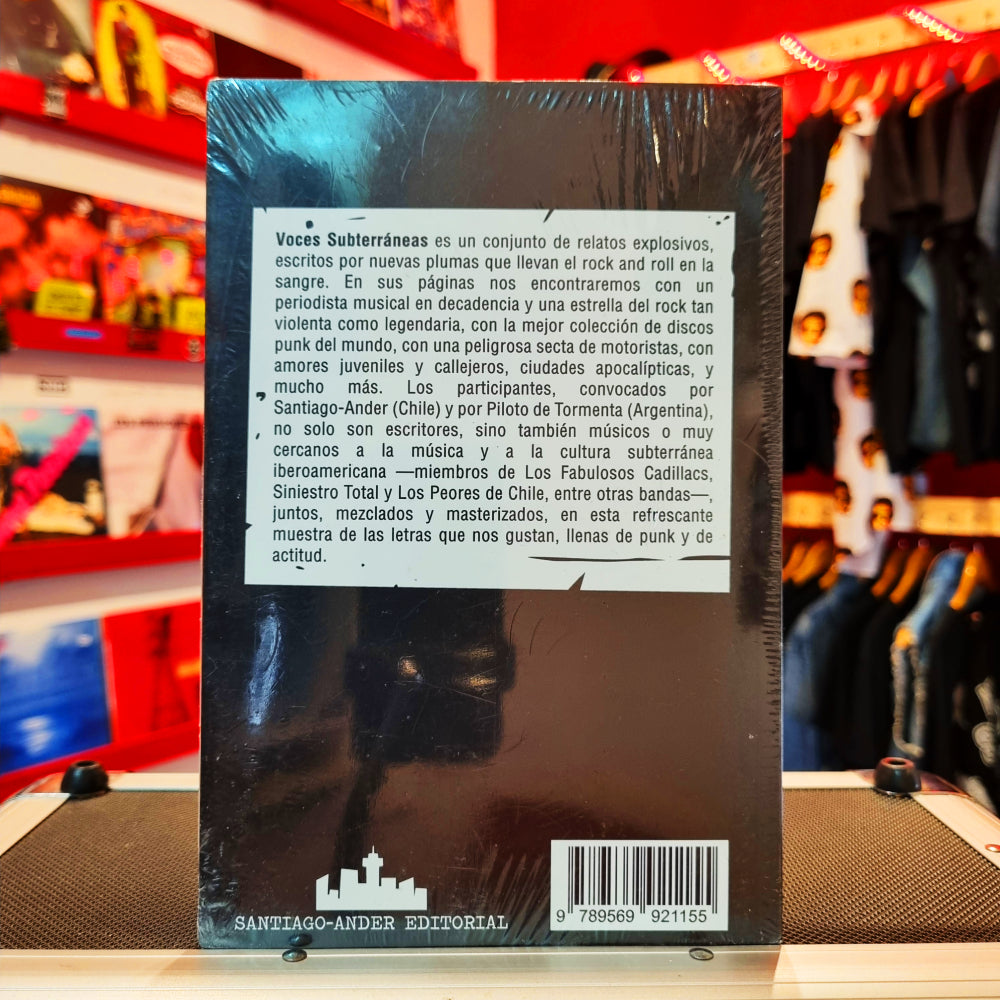 Voces Subterráneas es un conjunto de relatos explosivos,
escritos por nuevas plumas que llevan el rock and roll en la
sangre. En sus páginas nos encontraremos con un
periodista musical en decadencia y una estrella del rock tan
violenta como legendaria, con la mejor colección de discos
punk del mundo, con una peligrosa secta de motoristas, con
amores juveniles y callejeros, ciudades apocalípticas, y
mucho más. Los participantes, convocados por
Santiago-Ander (Chile) y por Piloto de Tormenta (Argentina),
no solo son escritores, sino también músicos o muy
cercanos a la música y a la cultura subterránea
iberoamericana —miembros de Los Fabulosos Cadillacs,
Siniestro Total y Los Peores de Chile, entre otras bandas—,
juntos, mezclados y masterizados, en esta refrescante
muestra de las letras que nos gustan, llenas de punk y de
actitud.
SANTIAGO-ANDER EDITORIAL
9 789569 921155